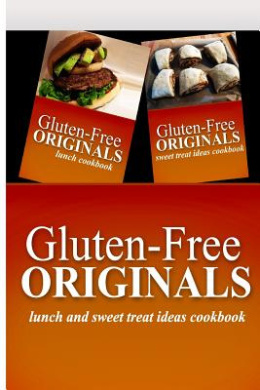 Gluten-Free
ORIGINALS
lunch cookbook
Gluten-Free
ORIGINALS
sweet treat ideas cookbook
Gluten-Free
ORIGINALS
lunch and sweet treat ideas cookbook